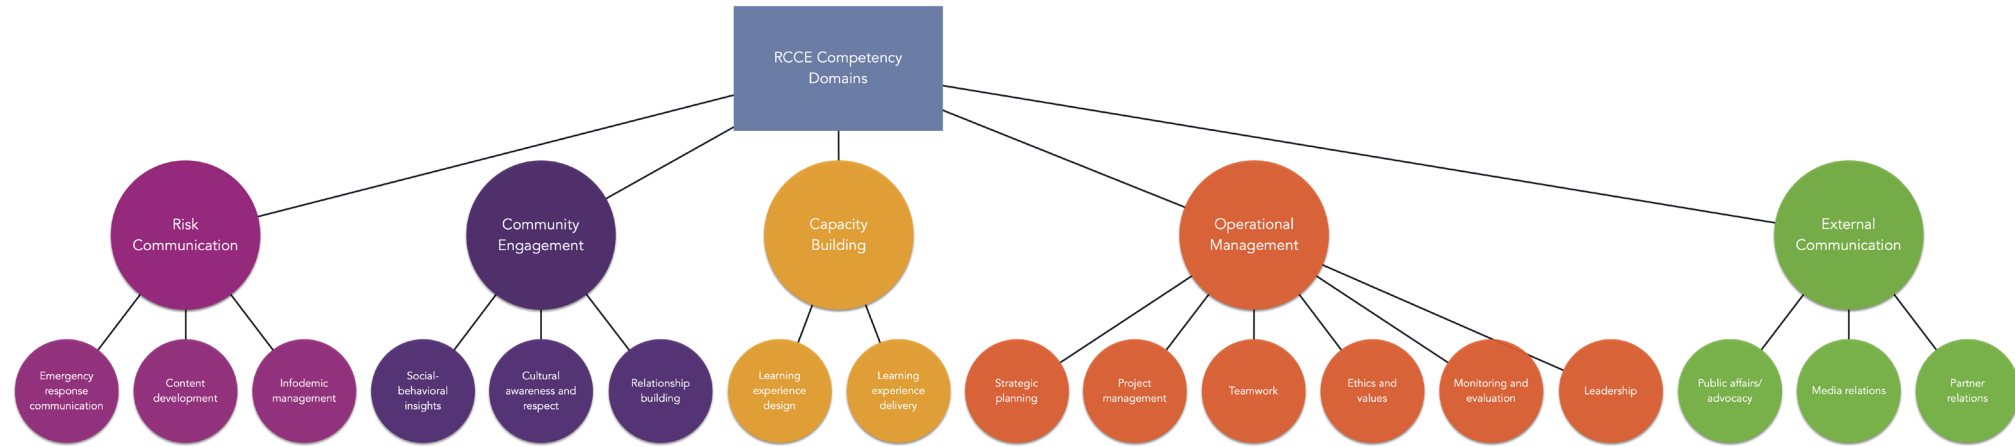 RCCE Competency
Domains
Risk
Communication
Community
Engagement
Capacity
Building
Operational
Management
External
Communication
Emergency
response
communication
Content
development
Infodemic
management
Social-
behavioral
insights
Cultural
awareness and
respect
Relationship
building
Learning
experience
design
Learning
experience
delivery
Strategic
planning
Project
management
Teamwork
Ethics and
values
Monitoring and
evaluation
Leadership
Public affairs/
advocacy
Media relations
Partner
relations